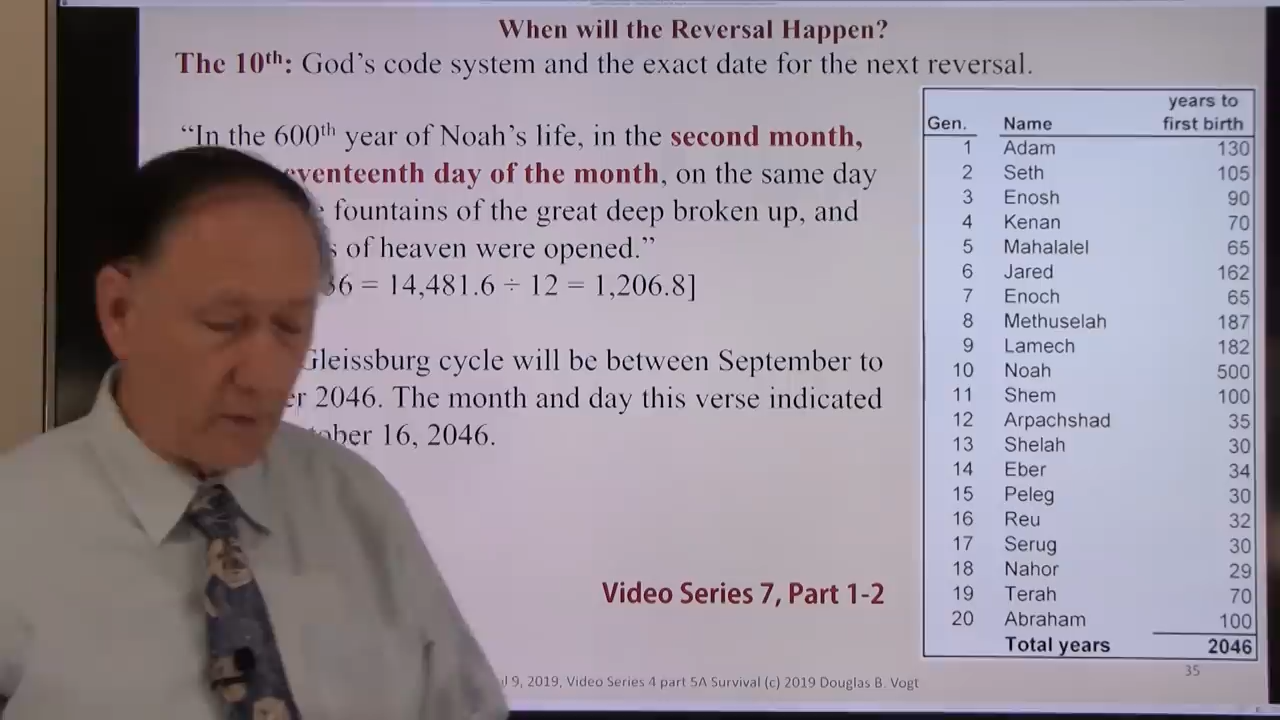 When will the Reversal Happen?
The 10th: God's code system and the exact date for the next reversal.
"In the 600th year of Noah's life, in the second month,
eventeenth day of the month, on the same day
fountains of the great deep broken up, and
of heaven were opened."
36 = 14,481.6 ÷ 12 = 1,206.8]
Gleissburg cycle will be between September to
2046. The month and day this verse indicated
16, 2046.
Video Series 7, Part 1-2
9, 2019, Video Series 4 part 5A Survival (c) 2019 Douglas B. Vogt
years to
Gen. Name first birth
1 Adam 130
2 Seth 105
3 Enosh 90
4 Kenan 70
5 Mahalalel 65
6 Jared 162
7 Enoch 65
8 Methuselah 187
9 Lamech 182
10 Noah 500
11 Shem 100
12 Arpachshad 35
13 Shelah 30
14 Eber 34
15 Peleg 30
16 Reu 32
17 Serug 30
18 Nahor 29
19 Terah 70
20 Abraham 100
Total years 2046
35